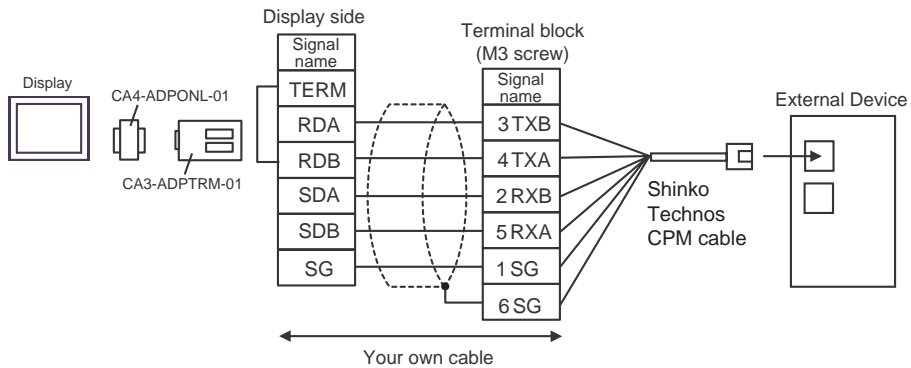 Display side
Terminal block
(M3 screw)
Signal
name
Signal
name
Display
CA4-ADPONL-01
CA3-ADPTRM-01
External Device
TERM
RDA
3 TXB
RDB
4 TXA
SDA
2 RXB
SDB
5 RXA
SG
1 SG
6 SG
Shinko
Technos
CPM cable
Your own cable